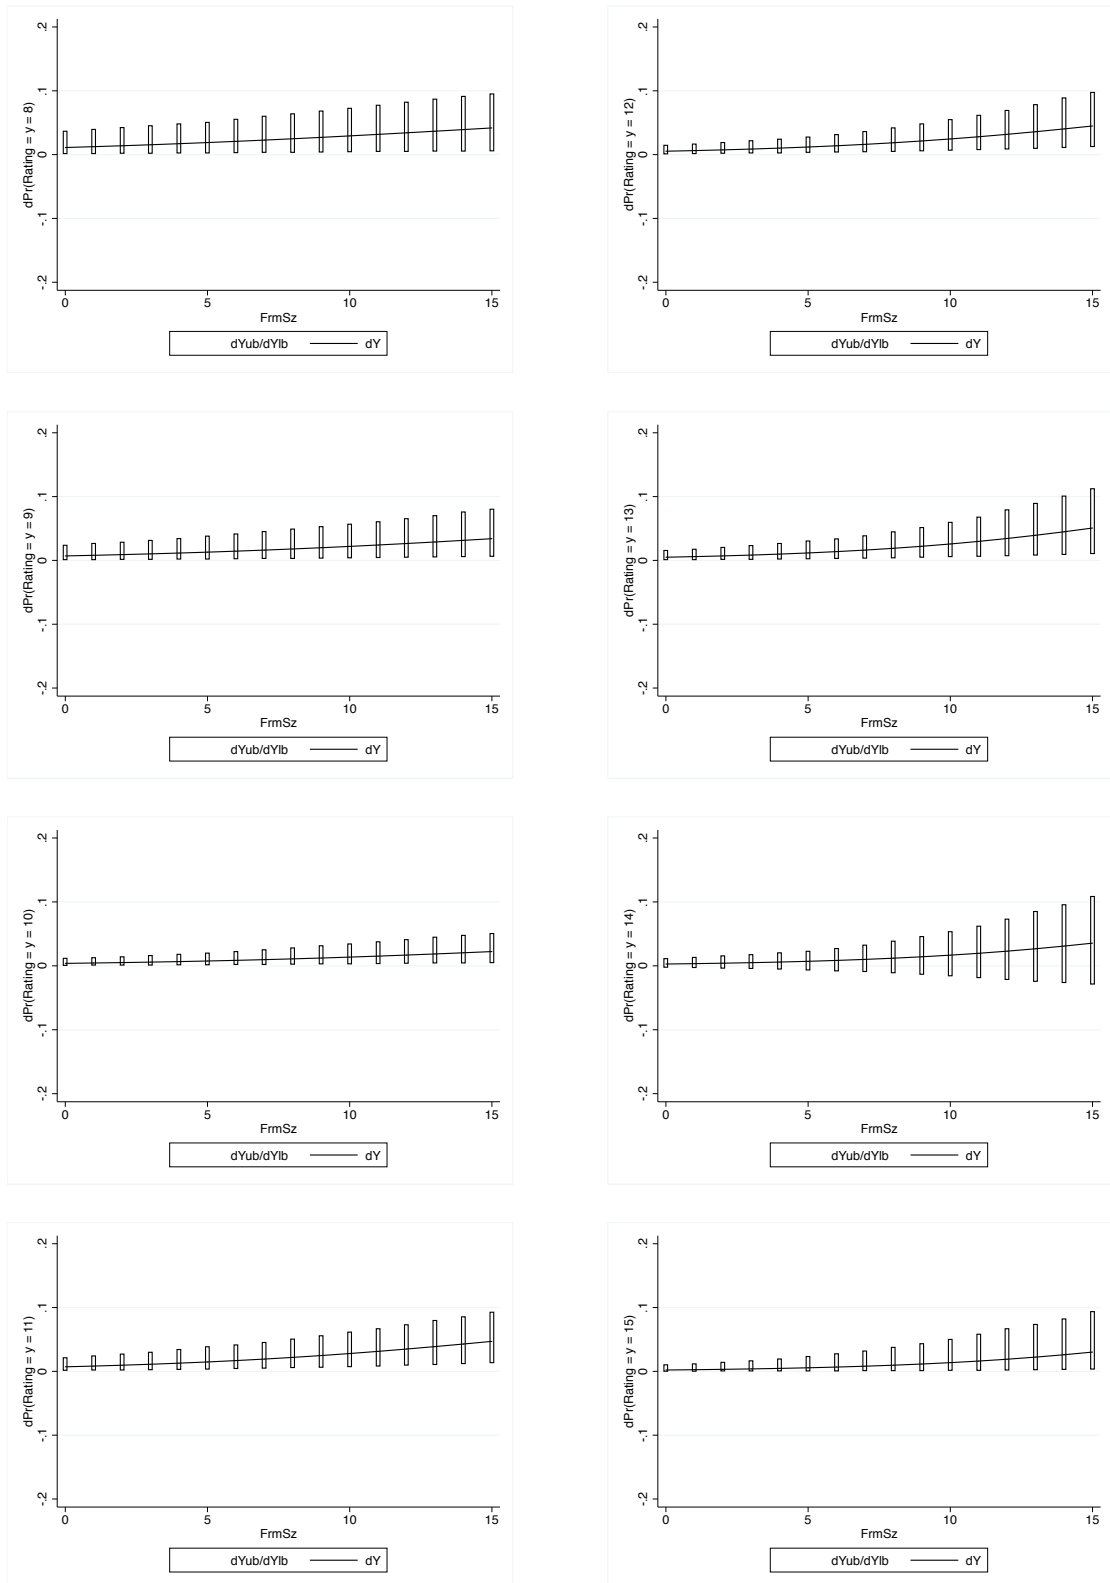 .2
.1
0
-.1
-.2
dPr(Rating = y = 8)
0 5 10 15
FrmSz
dYub/dYlb dY
.2
.1
0
-.1
-.2
dPr(Rating = y = 12)
0 5 10 15
FrmSz
dYub/dYlb dY
.2
.1
0
-.1
-.2
dPr(Rating = y = 9)
0 5 10 15
FrmSz
dYub/dYlb dY
.2
.1
0
-.1
-.2
dPr(Rating = y = 13)
0 5 10 15
FrmSz
dYub/dYlb dY
.2
.1
0
-.1
-.2
dPr(Rating = y = 10)
0 5 10 15
FrmSz
dYub/dYlb dY
.2
.1
0
-.1
-.2
dPr(Rating = y = 14)
0 5 10 15
FrmSz
dYub/dYlb dY
.2
.1
0
-.1
-.2
dPr(Rating = y = 11)
0 5 10 15
FrmSz
dYub/dYlb dY
.2
.1
0
-.1
-.2
dPr(Rating = y = 15)
0 5 10 15
FrmSz
dYub/dYlb dY